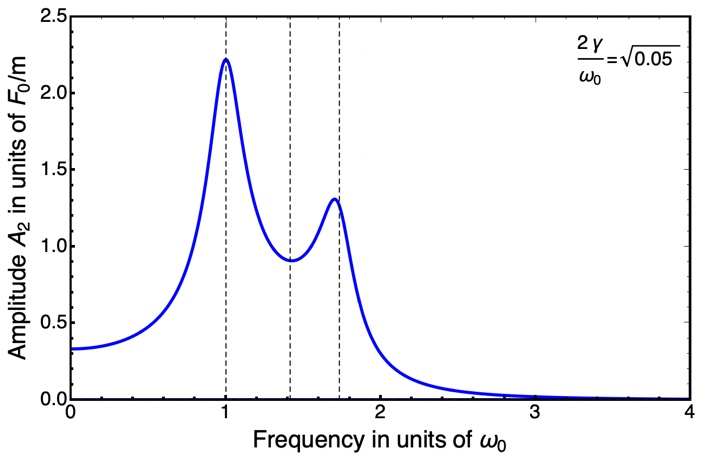 2.5
2 γ
ω₀ = √0.05
2.0
1.5
1.0
0.5
0.0
Amplitude A₂ in units of F₀/m
0 1 2 3 4
Frequency in units of ω₀